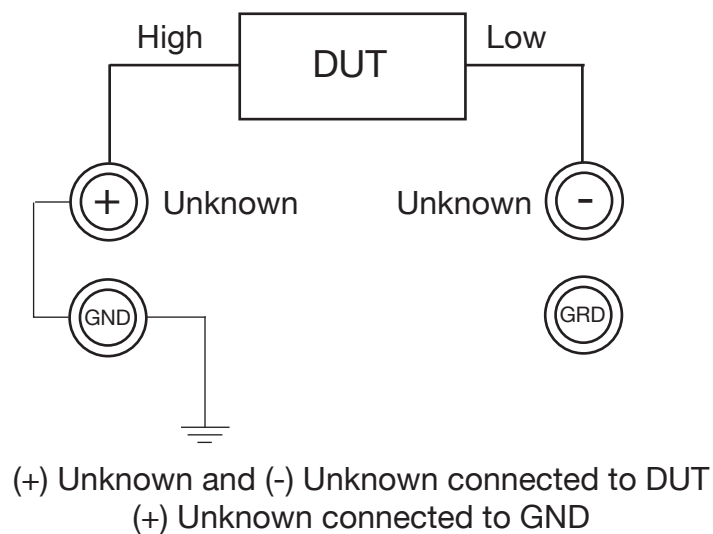 High
DUT
Low
+
Unknown
Unknown
-
GND
GRD
(+) Unknown and (-) Unknown connected to DUT
(+) Unknown connected to GND